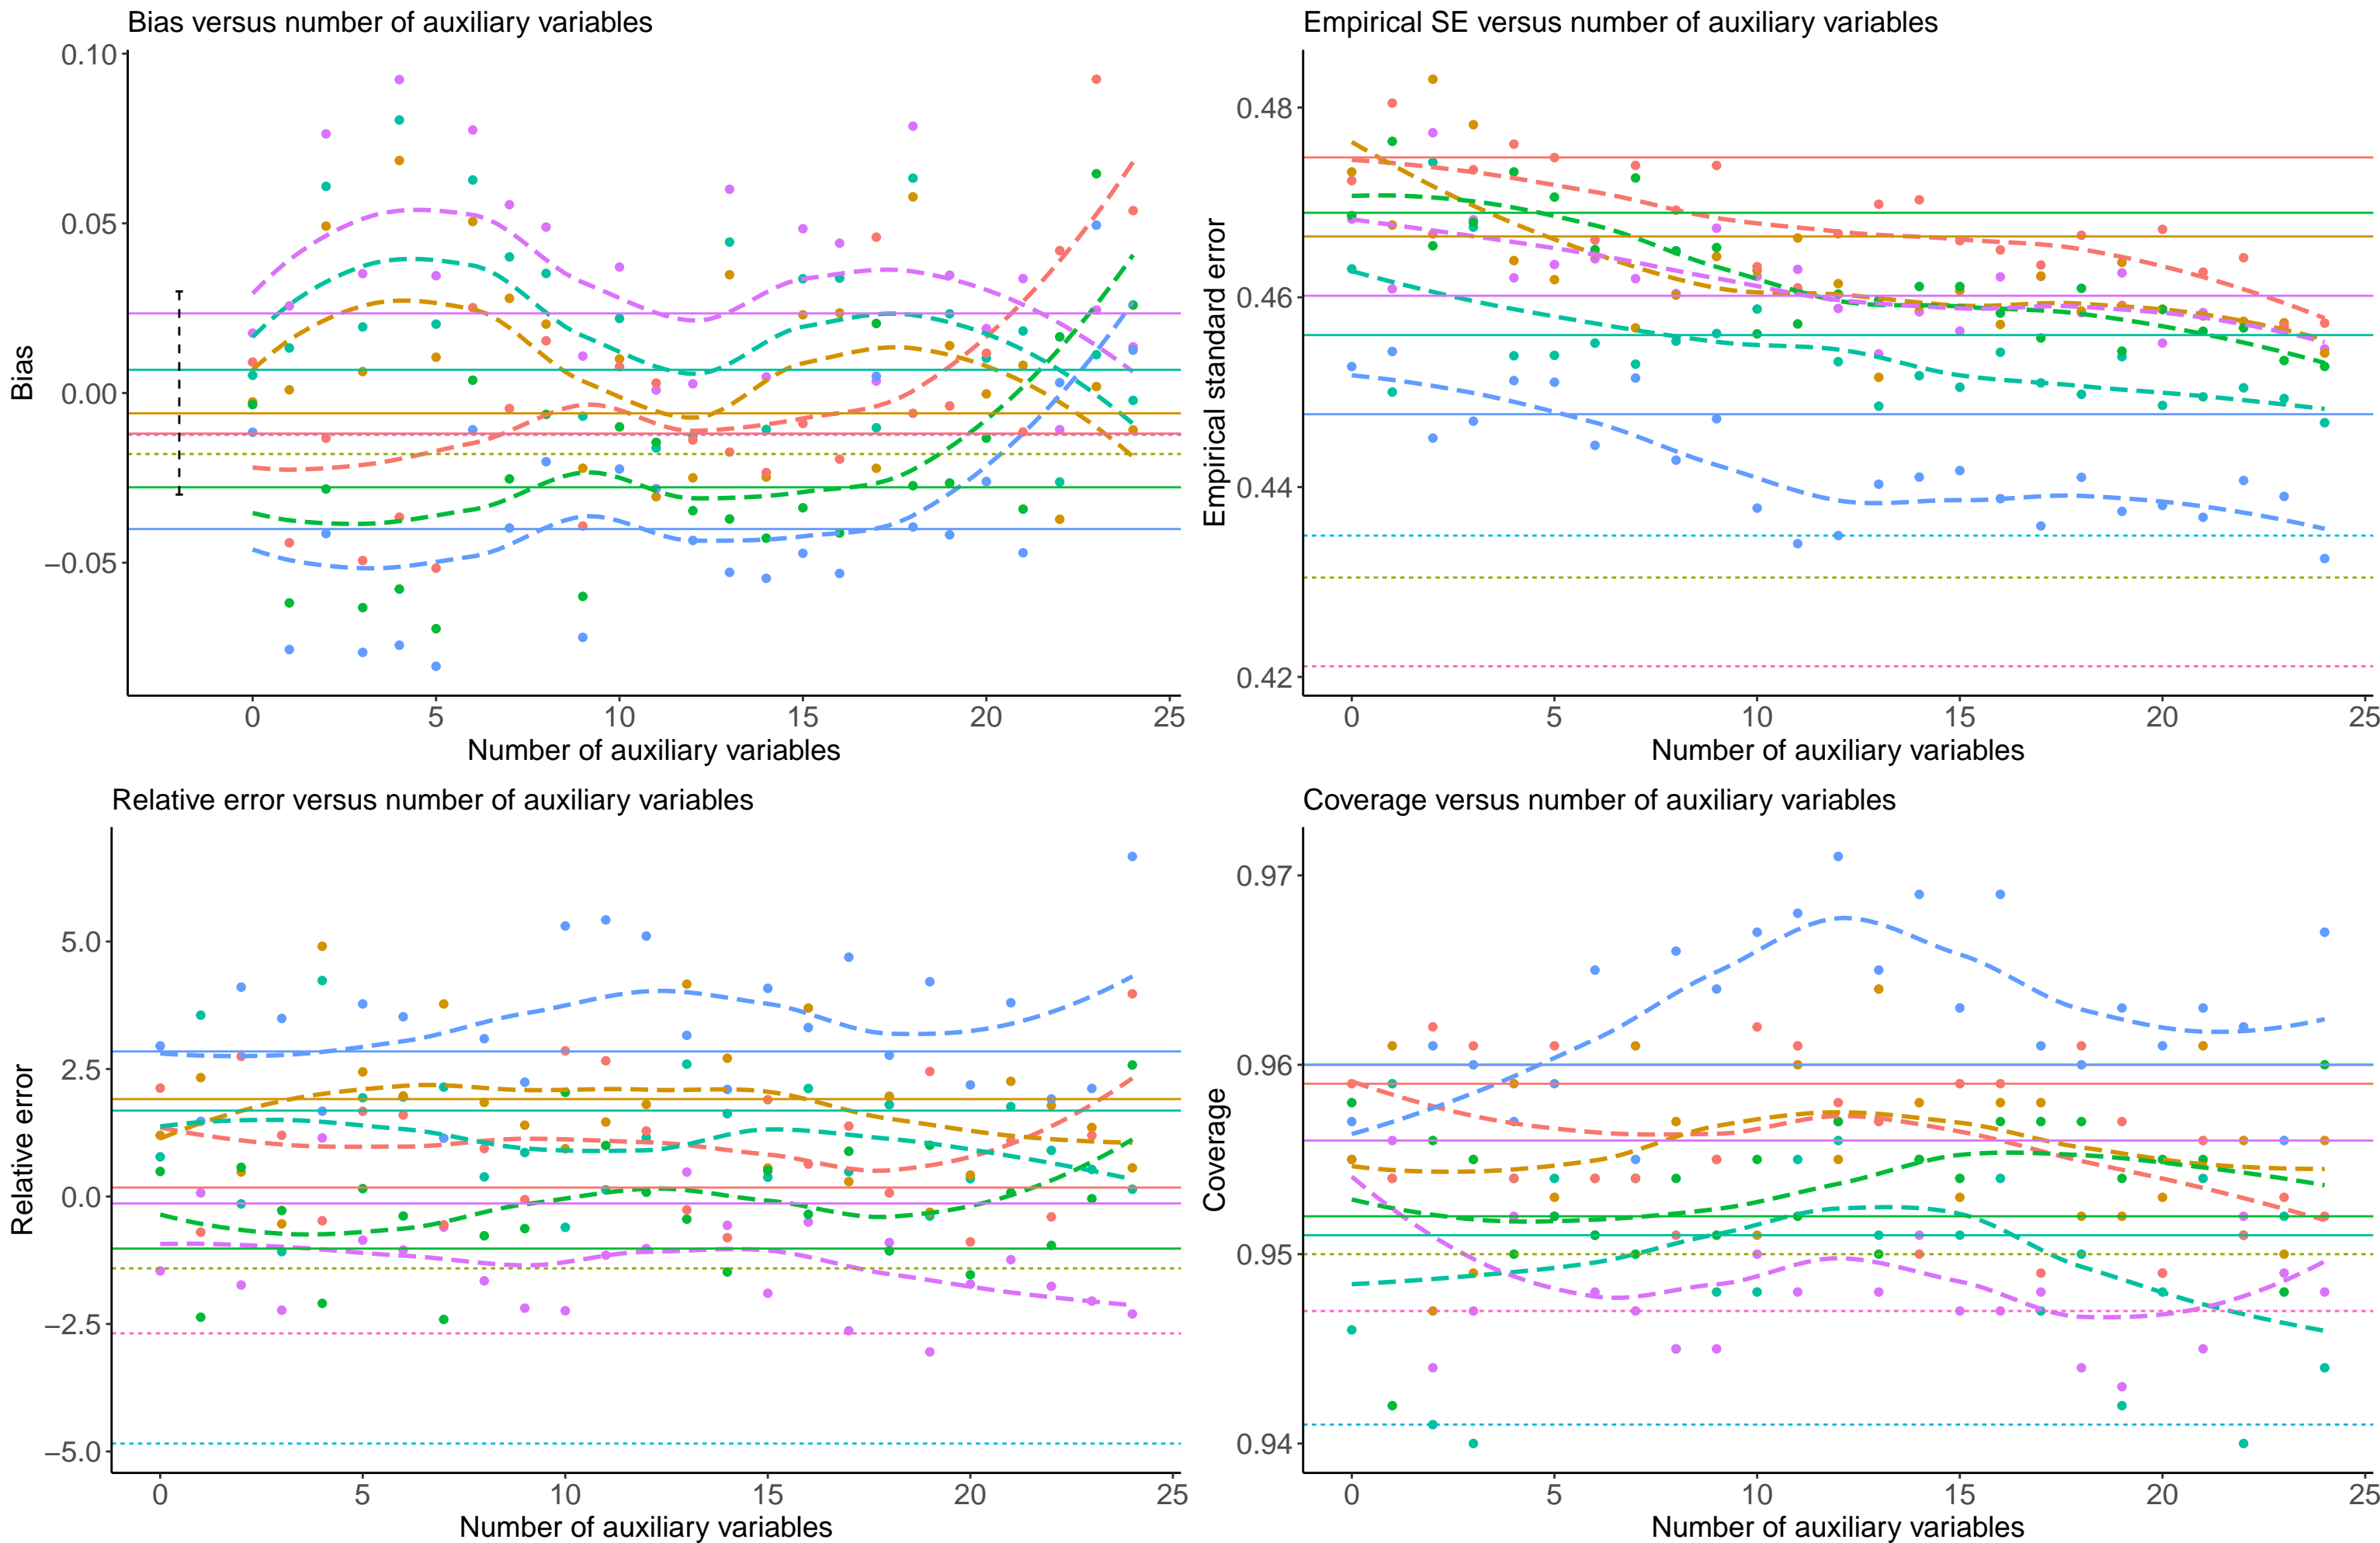 Bias versus number of auxiliary variables
0.10
0.05
0.00
−0.05
Bias
0 5 10 15 20 25
Number of auxiliary variables
Empirical SE versus number of auxiliary variables
0.48
0.46
0.44
0.42
Empirical standard error
0 5 10 15 20 25
Number of auxiliary variables
Relative error versus number of auxiliary variables
5.0
2.5
0.0
−2.5
−5.0
Relative error
0 5 10 15 20 25
Number of auxiliary variables
Coverage versus number of auxiliary variables
0.97
0.96
0.95
0.94
Coverage
0 5 10 15 20 25
Number of auxiliary variables